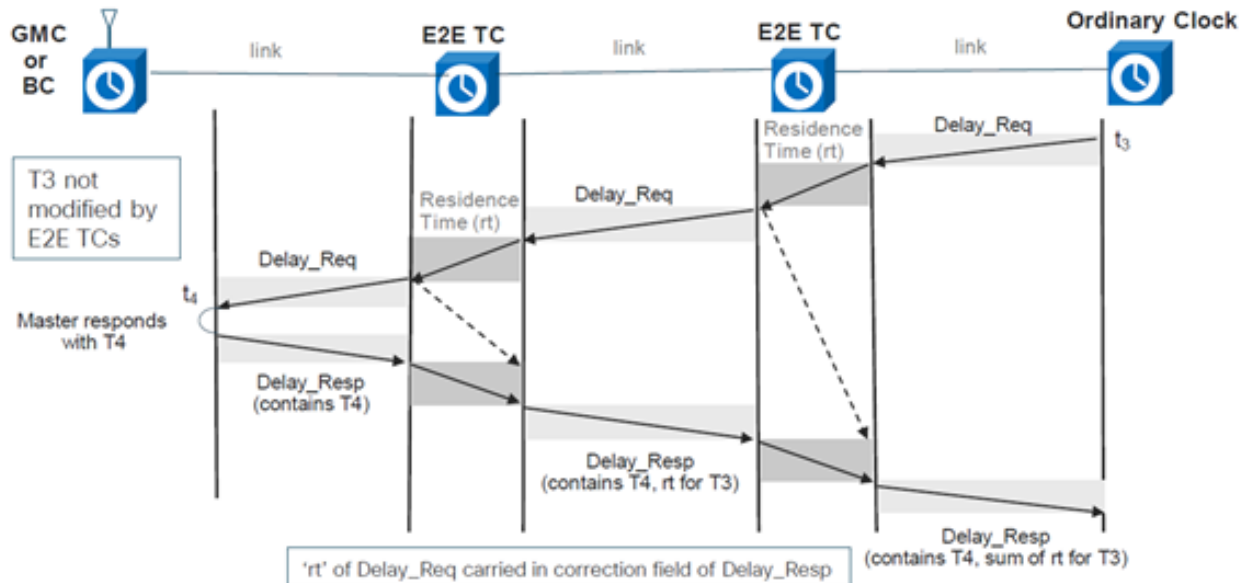 GMC
or
BC
link
E2E TC
link
E2E TC
link
Ordinary Clock
Residence
Time (rt)
Delay_Req
t3
T3 not
modified by
E2E TCs
Residence
Time (rt)
Delay_Req
Delay_Req
t4
Master responds
with T4
Delay_Resp
(contains T4)
Delay_Resp
(contains T4, rt for T3)
Delay_Resp
(contains T4, sum of rt for T3)
'rt' of Delay_Req carried in correction field of Delay_Resp